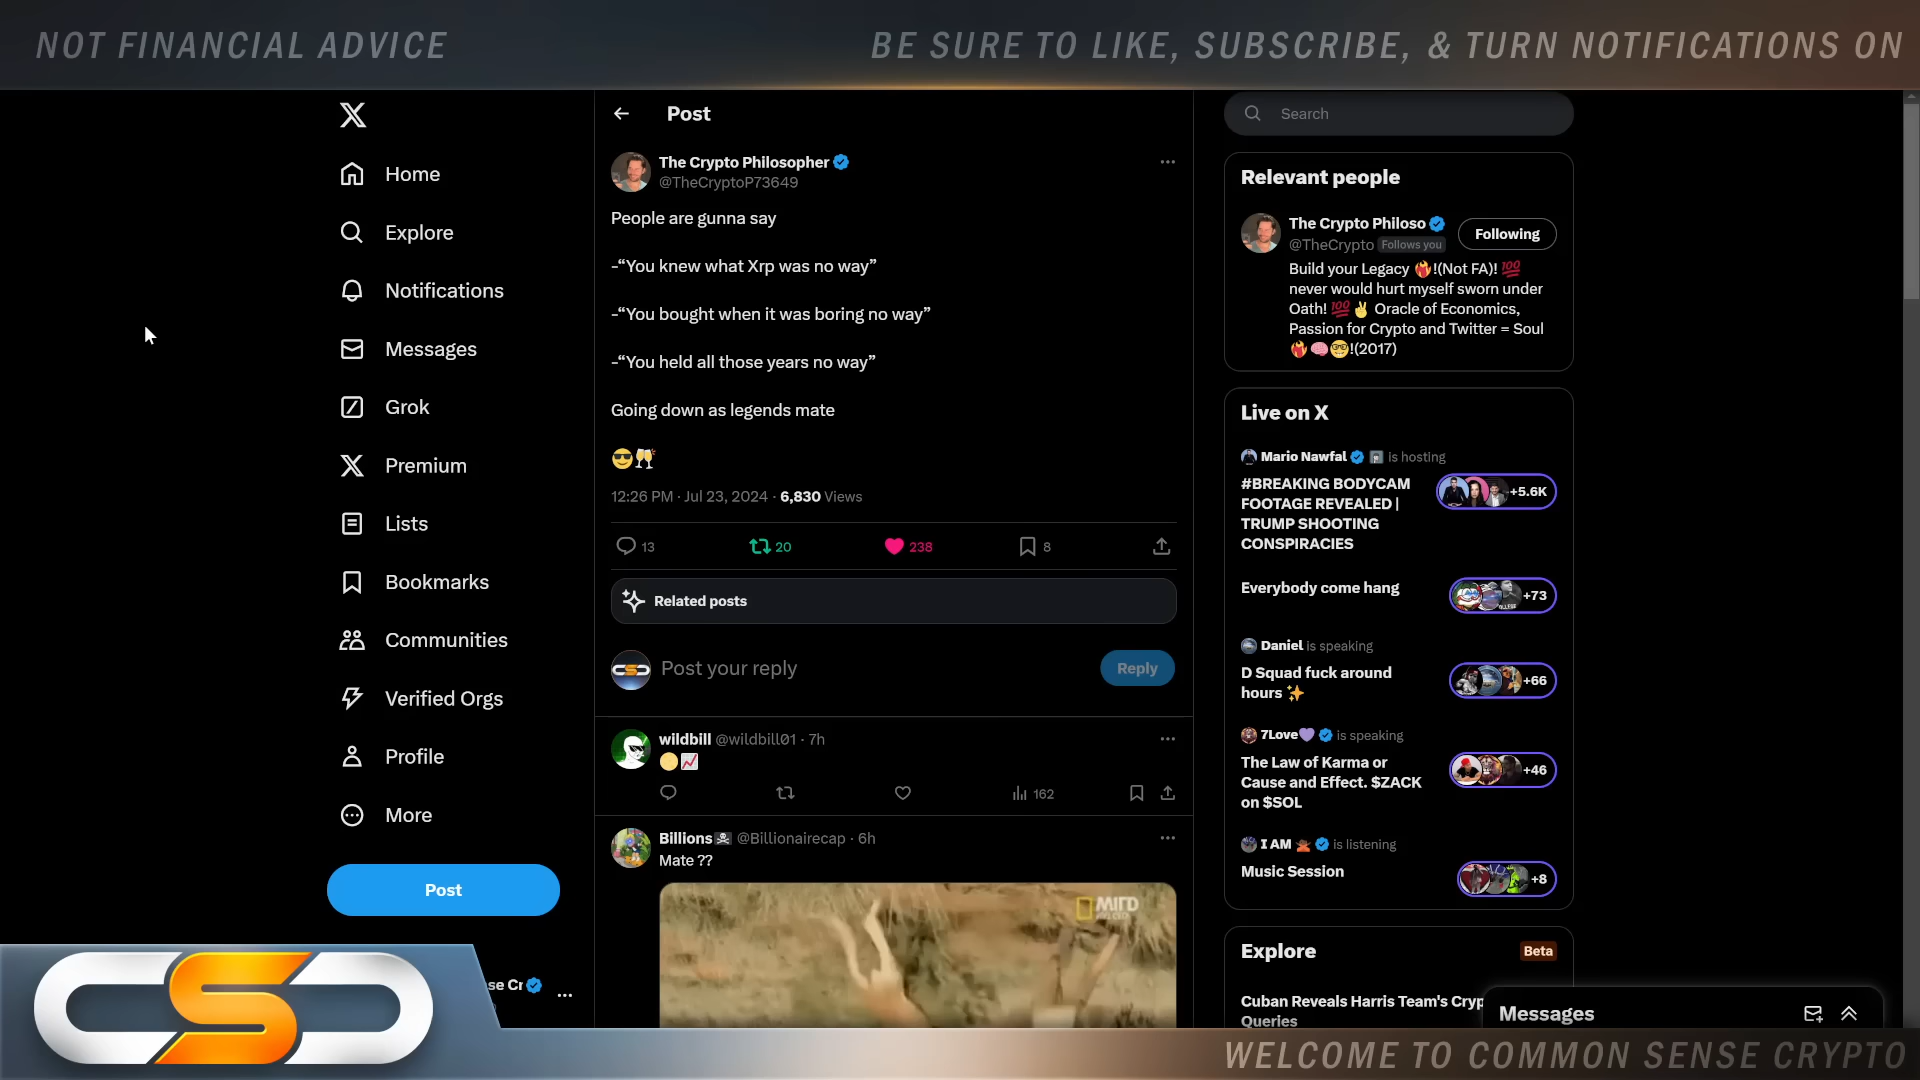 NOT FINANCIAL ADVICE
BE SURE TO LIKE, SUBSCRIBE, & TURN NOTIFICATIONS ON
Home
Explore
Notifications
Messages
Grok
Premium
Lists
Bookmarks
Communities
Verified Orgs
Profile
More
Post
se Cr
Post
The Crypto Philosopher
@TheCryptoP73649
People are gunna say
-“You knew what Xrp was no way”
-“You bought when it was boring no way”
-“You held all those years no way”
Going down as legends mate
😎🥂
12:26 PM · Jul 23, 2024 · 6,830 Views
13 20 238 8
Related posts
Post your reply
Reply
wildbill @wildbill01 · 7h
🌕📈
162
Billions☠ @Billionairecap · 6h
Mate ??
Search
Relevant people
The Crypto Philoso
@TheCrypto Follows you
Following
Build your Legacy ❤️‍🔥!(Not FA)! 💯
never would hurt myself sworn under
Oath! 💯✌️ Oracle of Economics,
Passion for Crypto and Twitter = Soul
❤️‍🔥🧠🤓!(2017)
Live on X
Mario Nawfal is hosting
#BREAKING BODYCAM
FOOTAGE REVEALED |
TRUMP SHOOTING
CONSPIRACIES
+5.6K
Everybody come hang
+73
Daniel is speaking
D Squad fuck around
hours ✨
+66
7Love💜 is speaking
The Law of Karma or
Cause and Effect. $ZACK
on $SOL
+46
I AM is listening
Music Session
+8
Explore
Beta
Cuban Reveals Harris Team's Cryp
Queries
Messages
CSC
WELCOME TO COMMON SENSE CRYPTO